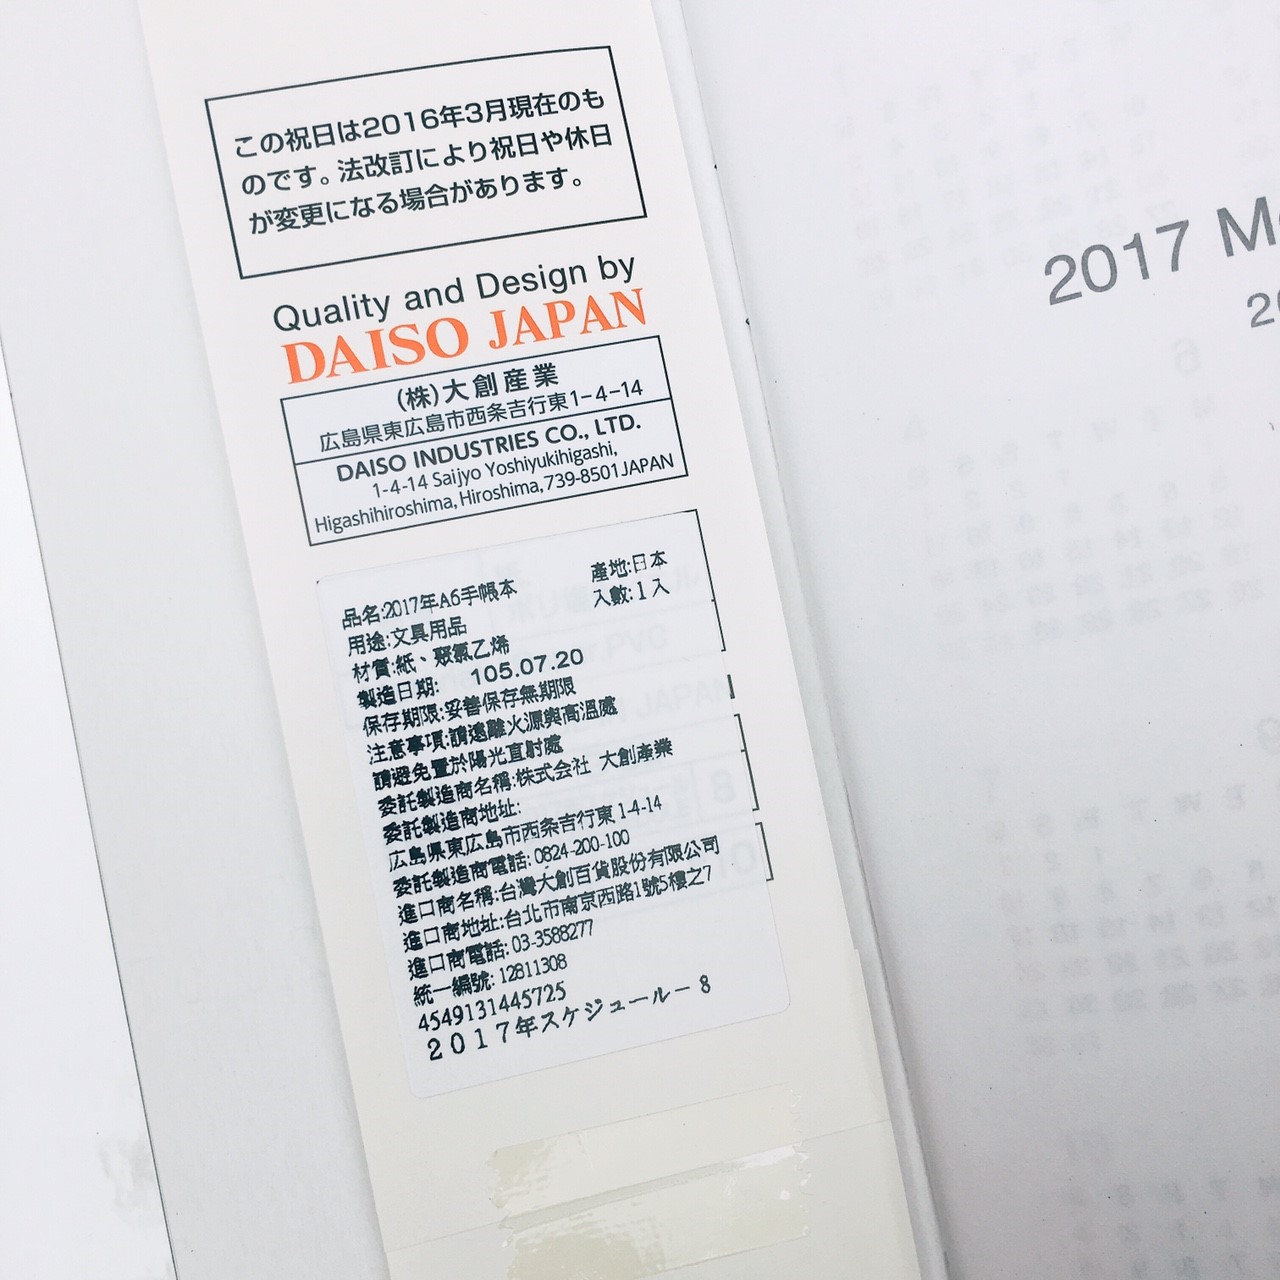 この祝日は2016年3月現在のも
のです。法改訂により祝日や休日
が変更になる場合があります。
Quality and Design by
DAISO JAPAN
(株)大創産業
広島県東広島市西条吉行東1-4-14
DAISO INDUSTRIES CO., LTD.
1-4-14 Saijyo Yoshiyukihigashi,
Higashihiroshima, Hiroshima, 739-8501 JAPAN
品名:2017年A6手帳本 產地:日本
用途:文具用品 入數:1入
材質:紙、聚氯乙烯
製造日期: 105.07.20
保存期限:妥善保存無期限
注意事項:請遠離火源與高溫處
請避免置於陽光直射處
委託製造商名稱:株式会社 大創產業
委託製造商地址:
広島県東広島市西条吉行東1-4-14
委託製造商電話: 0824-200-100
進口商名稱:台灣大創百貨股份有限公司
進口商地址:台北市南京西路1號5樓之7
進口商電話: 03-3588277
統一編號: 12811308
4549131445725
2017年スケジュール-8
2017